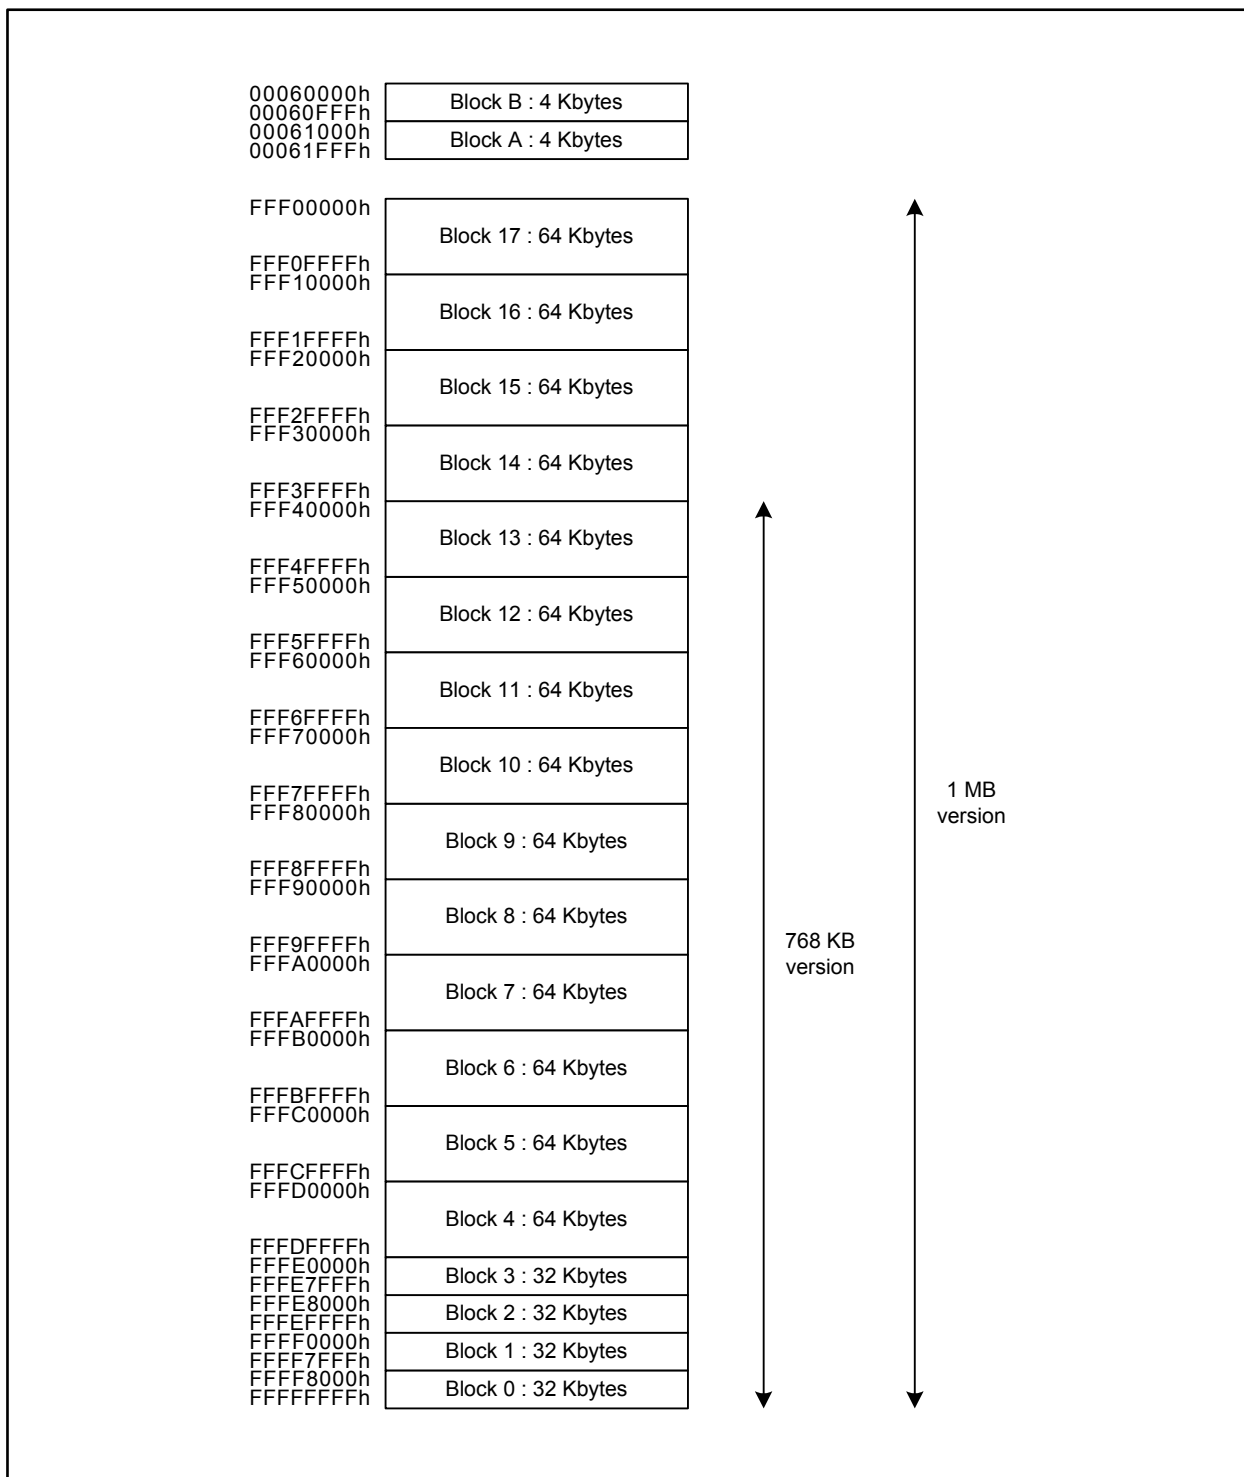 00060000h
00060FFFh
Block B : 4 Kbytes
00061000h
00061FFFh
Block A : 4 Kbytes
FFF00000h
Block 17 : 64 Kbytes
FFF0FFFFh
FFF10000h
Block 16 : 64 Kbytes
FFF1FFFFh
FFF20000h
Block 15 : 64 Kbytes
FFF2FFFFh
FFF30000h
Block 14 : 64 Kbytes
FFF3FFFFh
FFF40000h
Block 13 : 64 Kbytes
FFF4FFFFh
FFF50000h
Block 12 : 64 Kbytes
FFF5FFFFh
FFF60000h
Block 11 : 64 Kbytes
FFF6FFFFh
FFF70000h
Block 10 : 64 Kbytes
FFF7FFFFh
FFF80000h
Block 9 : 64 Kbytes
FFF8FFFFh
FFF90000h
Block 8 : 64 Kbytes
FFF9FFFFh
FFFA0000h
Block 7 : 64 Kbytes
FFFAFFFFh
FFFB0000h
Block 6 : 64 Kbytes
FFFBFFFFh
FFFC0000h
Block 5 : 64 Kbytes
FFFCFFFFh
FFFD0000h
Block 4 : 64 Kbytes
FFFDFFFFh
FFFE0000h
Block 3 : 32 Kbytes
FFFE7FFFh
FFFE8000h
Block 2 : 32 Kbytes
FFFEFFFFh
FFFF0000h
Block 1 : 32 Kbytes
FFFF7FFFh
FFFF8000h
Block 0 : 32 Kbytes
FFFFFFFFh
768 KB
version
1 MB
version